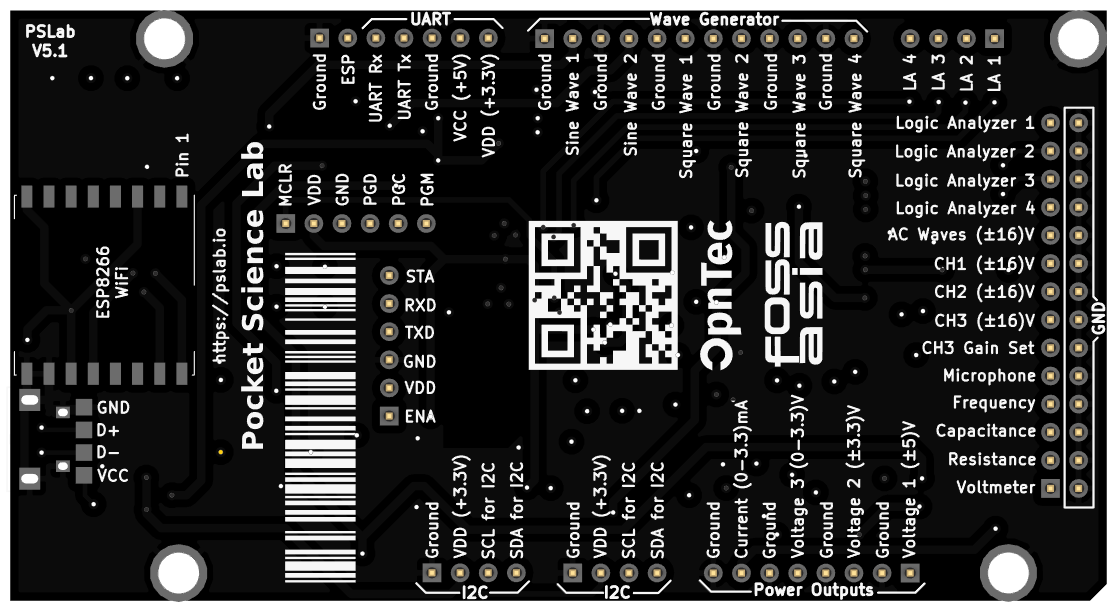 PSLab
V5.1
UART
Ground
ESP
UART Rx
UART Tx
Ground
VCC (+5V)
VDD (+3.3V)
Wave Generator
Ground
Sine Wave 1
Ground
Sine Wave 2
Ground
Square Wave 1
Ground
Square Wave 2
Ground
Square Wave 3
Ground
Square Wave 4
LA 4
LA 3
LA 2
LA 1
Logic Analyzer 1
Logic Analyzer 2
Logic Analyzer 3
Logic Analyzer 4
AC Waves (±16)V
CH1 (±16)V
CH2 (±16)V
CH3 (±16)V
CH3 Gain Set
Microphone
Frequency
Capacitance
Resistance
Voltmeter
GND
Pin 1
ESP8266
WiFi
https://pslab.io
Pocket Science Lab
MCLR
VDD
GND
PGD
PGC
PGM
STA
RXD
TXD
GND
VDD
ENA
OpnTec
fossasia
GND
D+
D-
VCC
Ground
VDD (+3.3V)
SCL for I2C
SDA for I2C
I2C
Ground
VDD (+3.3V)
SCL for I2C
SDA for I2C
I2C
Ground
Current (0-3.3)mA
Ground
Voltage 3 (0-3.3)V
Ground
Voltage 2 (±3.3)V
Ground
Voltage 1 (±5)V
Power Outputs